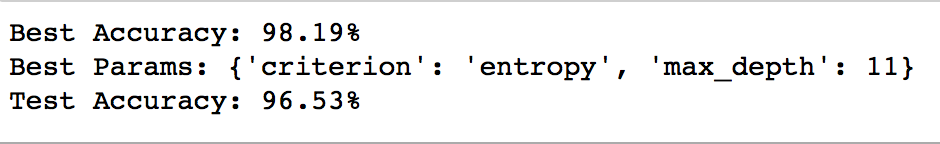 Best Accuracy: 98.19%
Best Params: {'criterion': 'entropy', 'max_depth': 11}
Test Accuracy: 96.53%